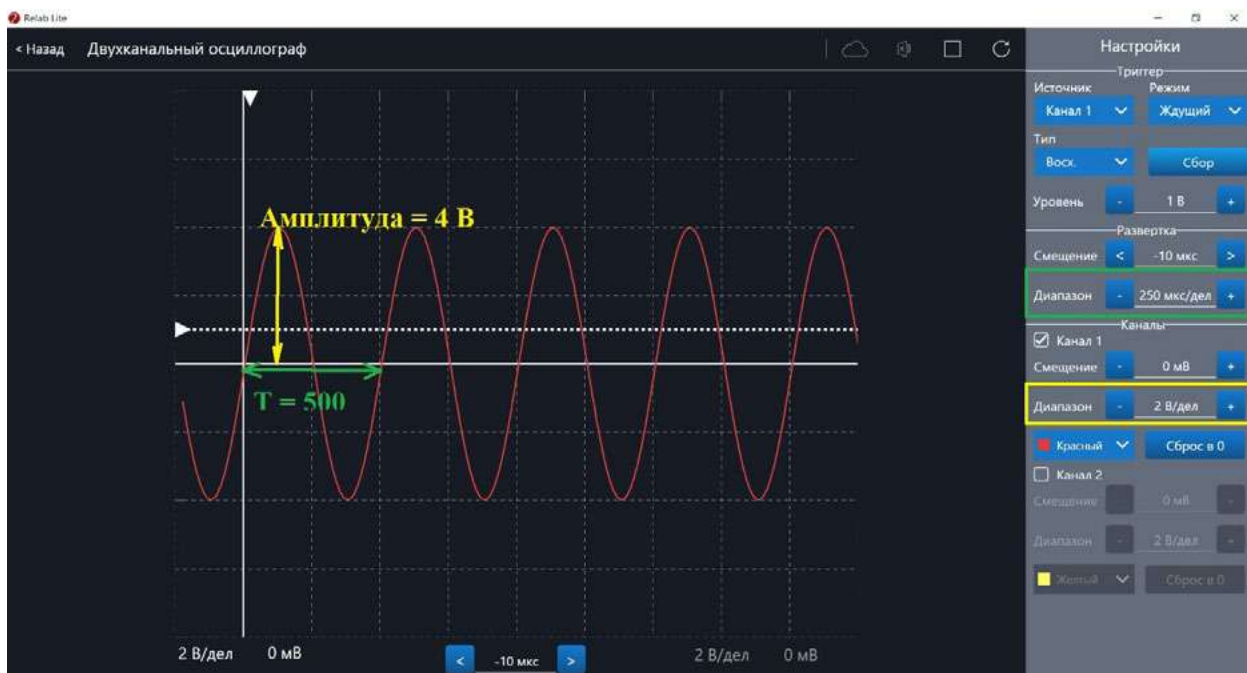 Relab Lite
< Назад Двухканальный осциллограф
Амплитуда = 4 В
T = 500
2 В/дел 0 мВ
< -10 мкс >
2 В/дел 0 мВ
Настройки
Триггер
Источник Режим
Канал 1 Ждущий
Тип
Восх. Сбор
Уровень - 1 В +
Развертка
Смещение < -10 мкс >
Диапазон - 250 мкс/дел +
Каналы
Канал 1
Смещение - 0 мВ +
Диапазон - 2 В/дел +
Красный Сброс в 0
Канал 2
Смещение - 0 мВ +
Диапазон - 2 В/дел +
Желтый Сброс в 0